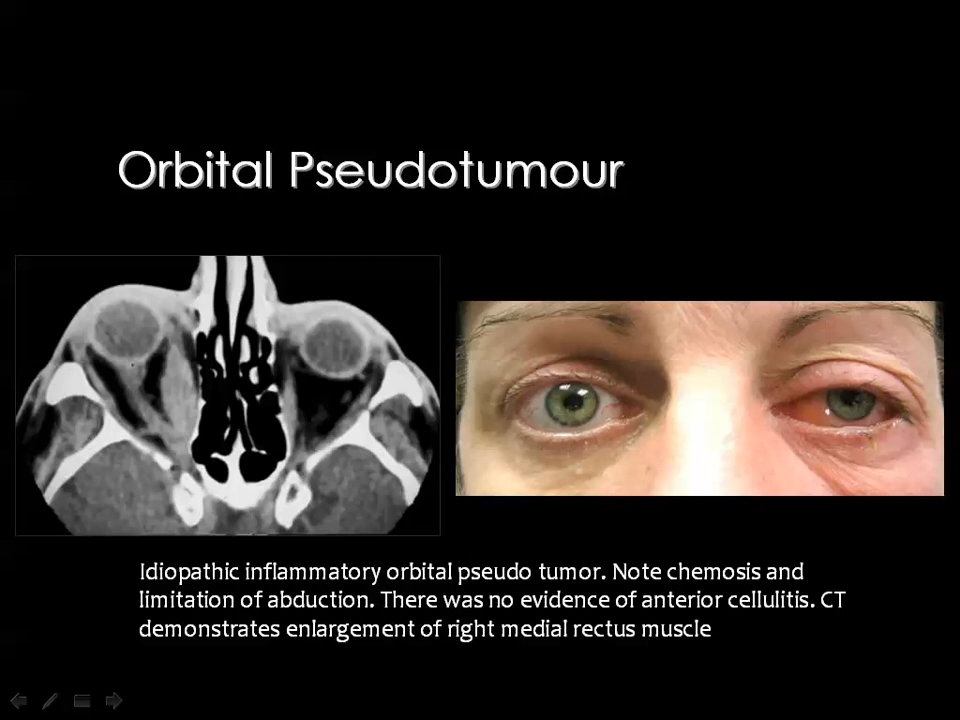 Orbital Pseudotumour
Idiopathic inflammatory orbital pseudo tumor. Note chemosis and
limitation of abduction. There was no evidence of anterior cellulitis. CT
demonstrates enlargement of right medial rectus muscle